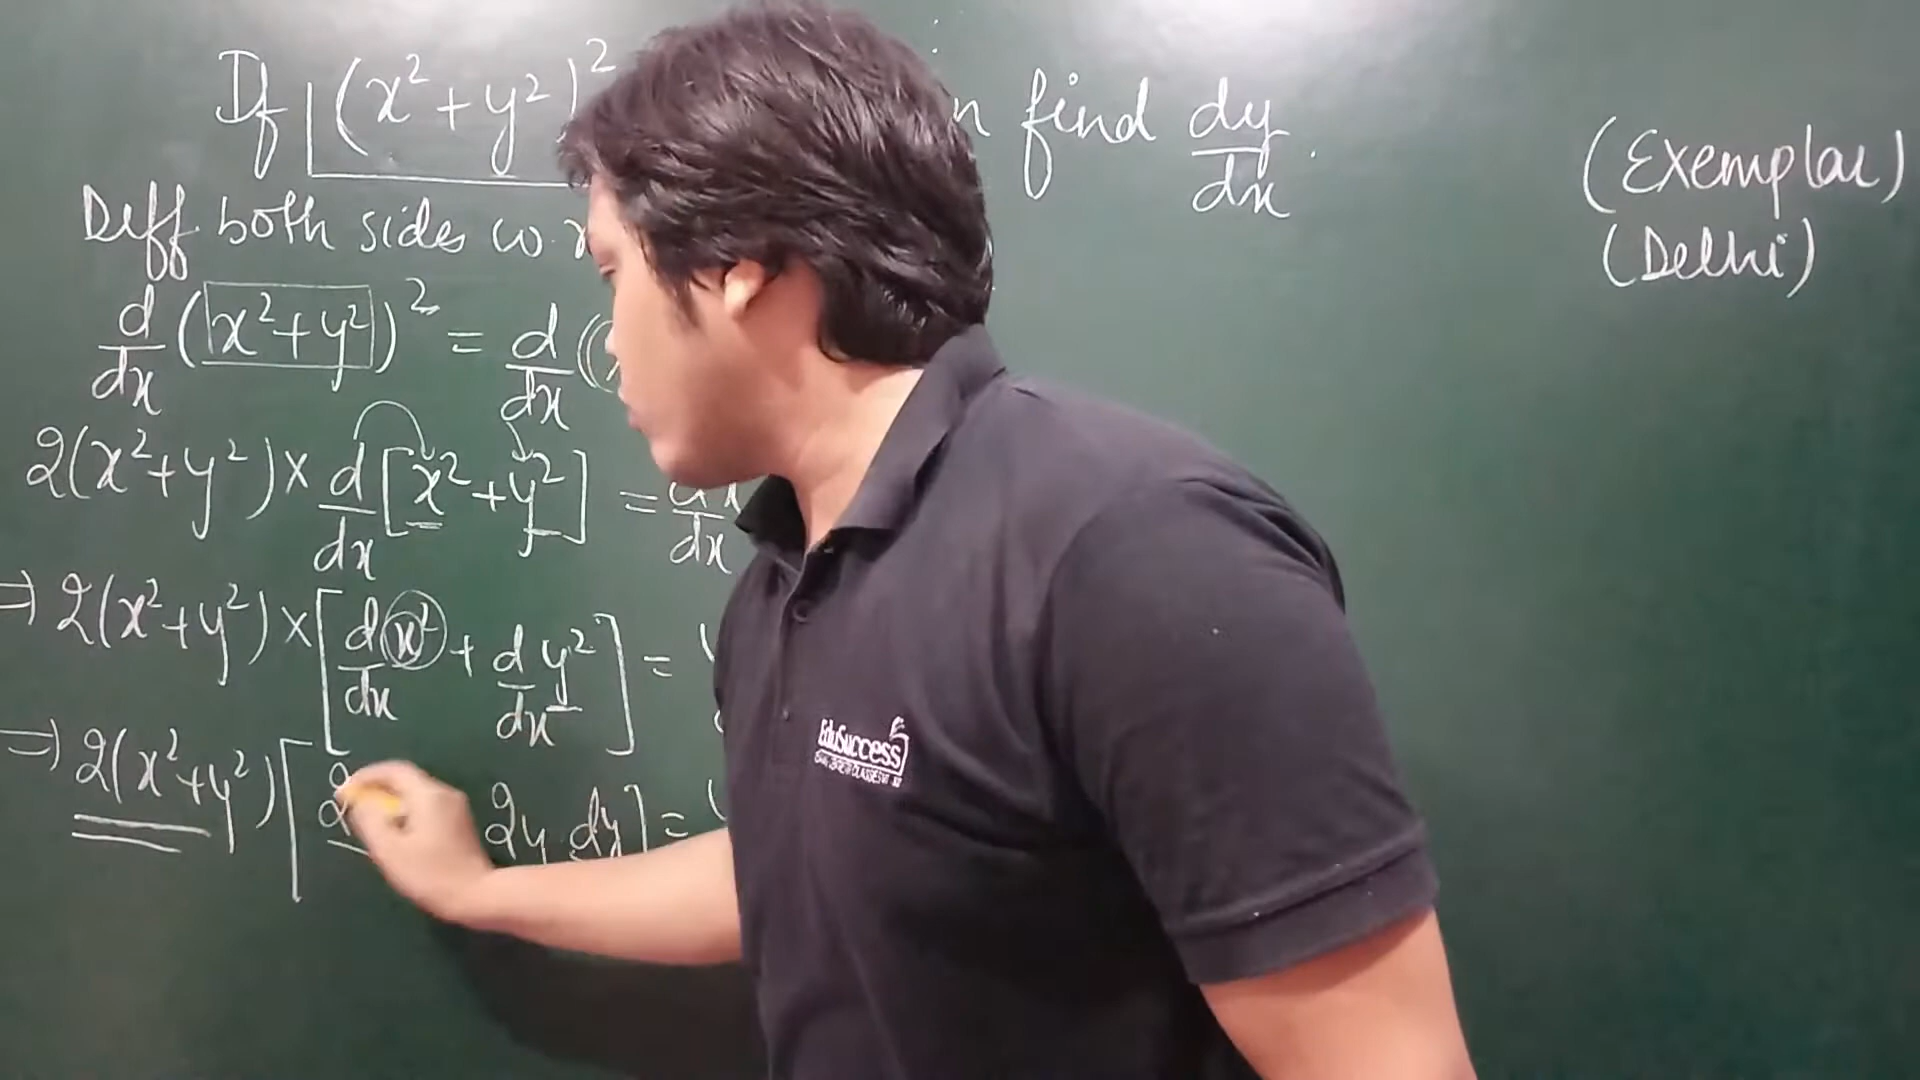 If (x²+y²)² find dy/dx.
(Exemplar)
(Delhi)
Diff. both sides w.r
d/dx (x²+y²)² = d/dx (
2(x²+y²) × d/dx [x²+y²] = dx/dx
⇒ 2(x²+y²) × [d/dx x² + d/dx y²] =
⇒ 2(x²+y²) [2 2y dy] =
EduSuccess